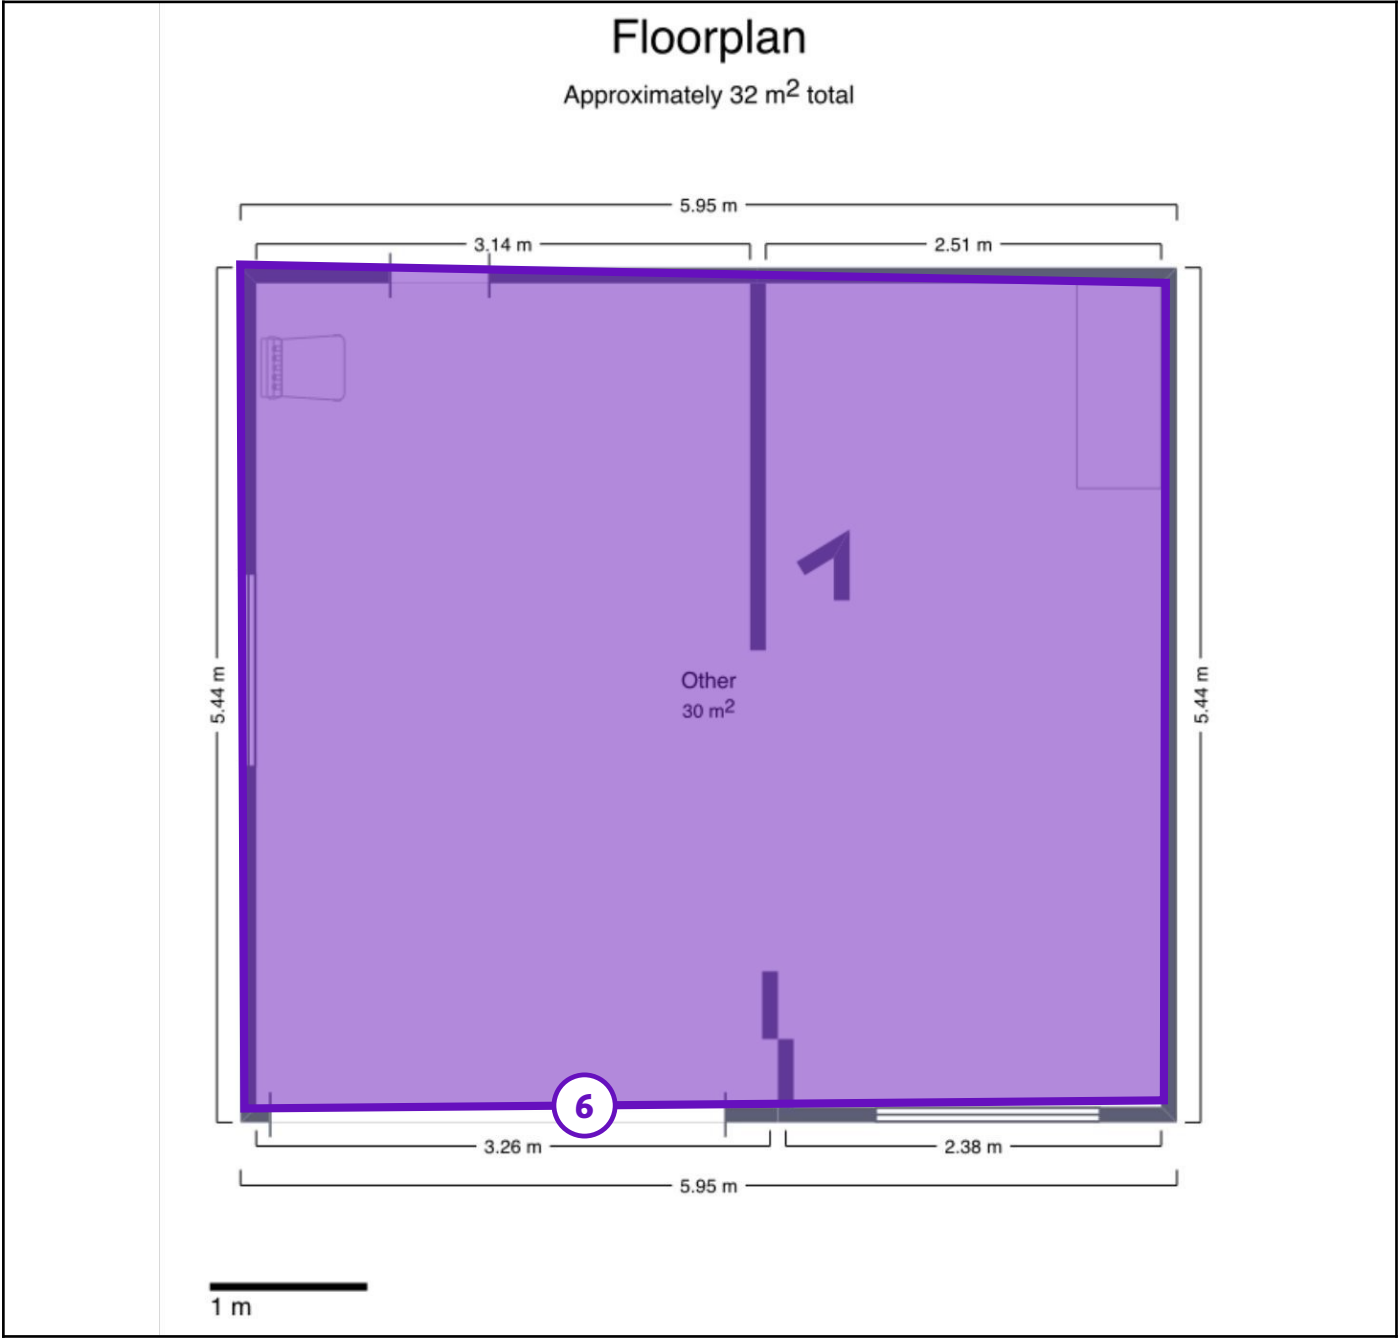 Floorplan
Approximately 32 m² total
5.95 m
3.14 m
2.51 m
5.44 m
5.44 m
Other
30 m²
6
3.26 m
2.38 m
5.95 m
1 m